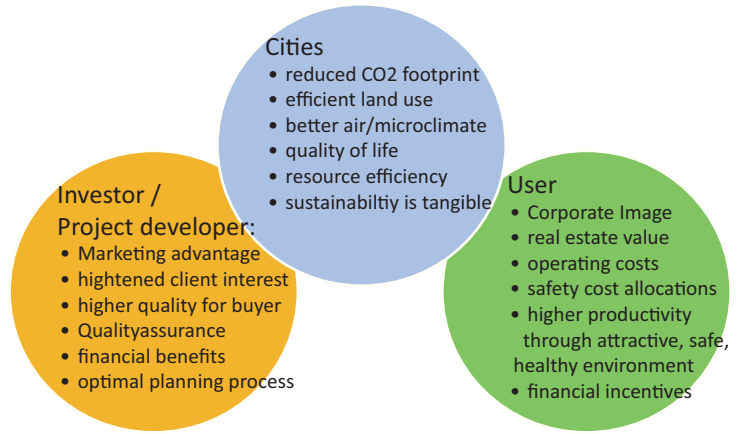 Cities
• reduced CO2 footprint
• efficient land use
• better air/microclimate
• quality of life
• resource efficiency
• sustainabiltiy is tangible
Investor /
Project developer:
• Marketing advantage
• hightened client interest
• higher quality for buyer
• Qualityassurance
• financial benefits
• optimal planning process
User
• Corporate Image
• real estate value
• operating costs
• safety cost allocations
• higher productivity
through attractive, safe,
healthy environment
• financial incentives